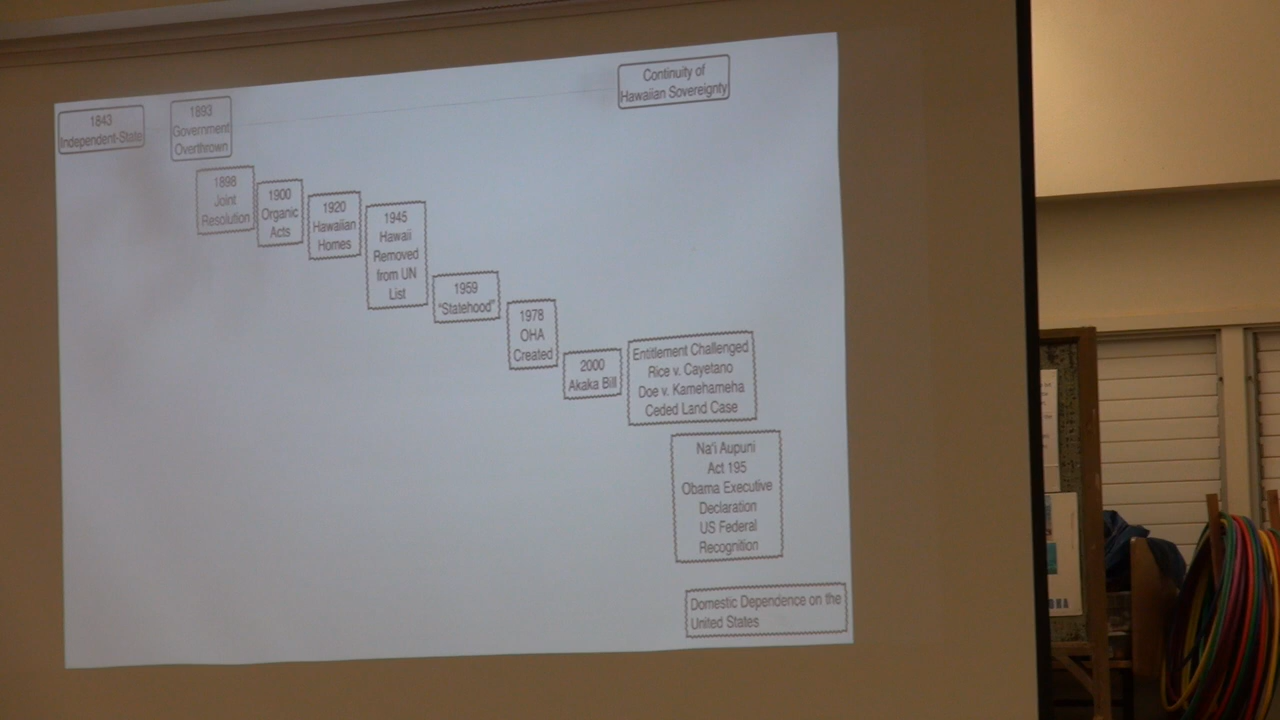 1843
Independent-State
1893
Government
Overthrown
Continuity of
Hawaiian Sovereignty
1898
Joint
Resolution
1900
Organic
Acts
1920
Hawaiian
Homes
1945
Hawaii
Removed
from UN
List
1959
"Statehood"
1978
OHA
Created
2000
Akaka Bill
Entitlement Challenged
Rice v. Cayetano
Doe v. Kamehameha
Ceded Land Case
Na'i Aupuni
Act 195
Obama Executive
Declaration
US Federal
Recognition
Domestic Dependence on the
United States